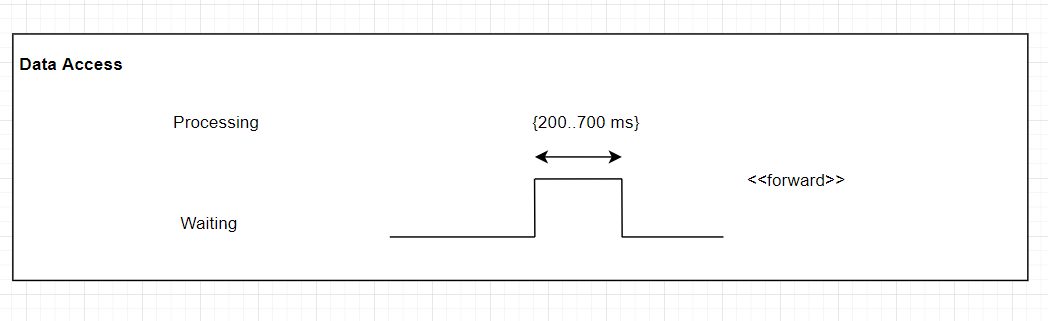 Data Access
Processing
{200..700 ms}
<<forward>>
Waiting